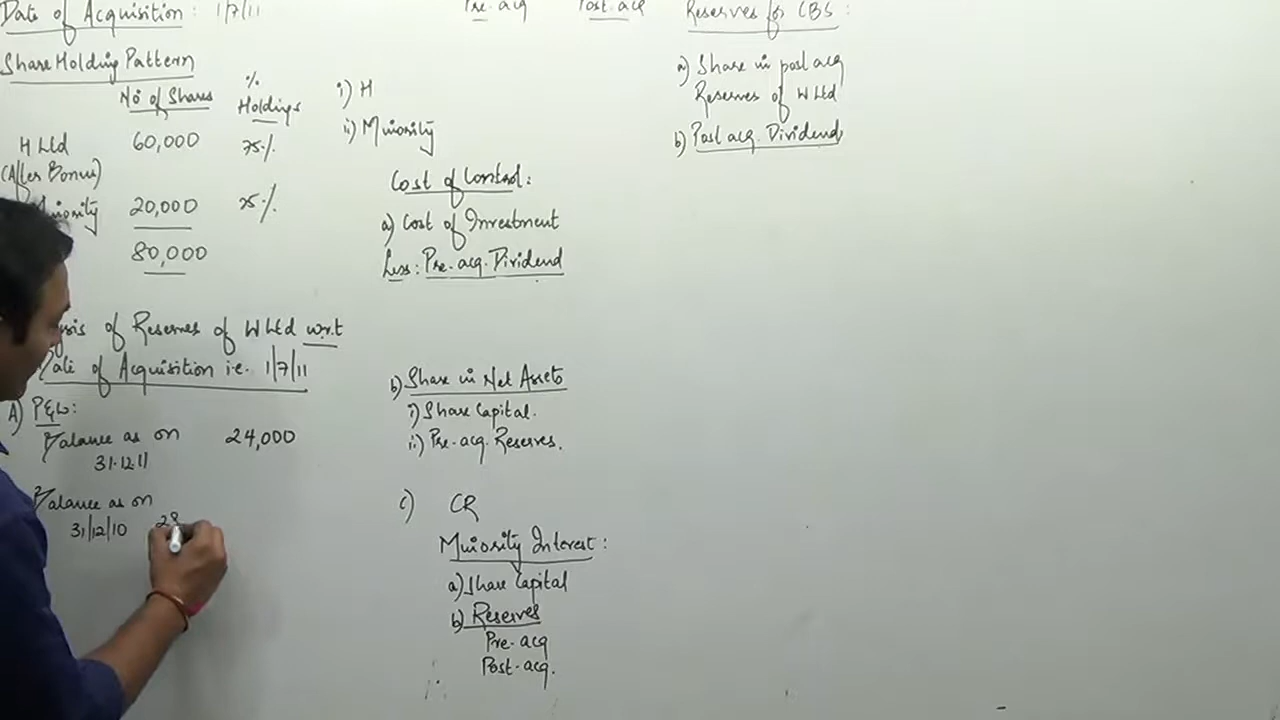 Date of Acquisition: 1/7/11
ShareHolding Pattern
No of Shares
%
Holdings
H Ltd 60,000 75%
(After Bonus)
20,000 25%
80,000
of Reserves of W Ltd w.r.t
Date of Acquisition i.e. 1/7/11
A) P&L:
Balance as on 24,000
31.12.11
Balance as on
31/12/10 28
Pre-acq Post-acq
i) H
ii) Minority
Cost of Control:
a) Cost of Investment
Less: Pre-acq. Dividend
b) Share in Net Assets
i) Share Capital.
ii) Pre-acq. Reserves.
c) CR
Minority Interest:
a) Share Capital
b) Reserves
Pre-acq
Post-acq.
Reserves for CBS:
a) Share in post acq
Reserves of W Ltd
b) Post acq. Dividend